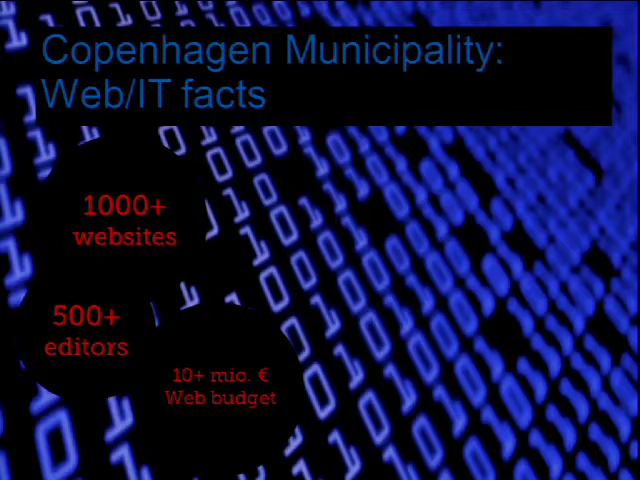 Copenhagen Municipality:
Web/IT facts
1000+
websites
500+
editors
10+ mio. €
Web budget